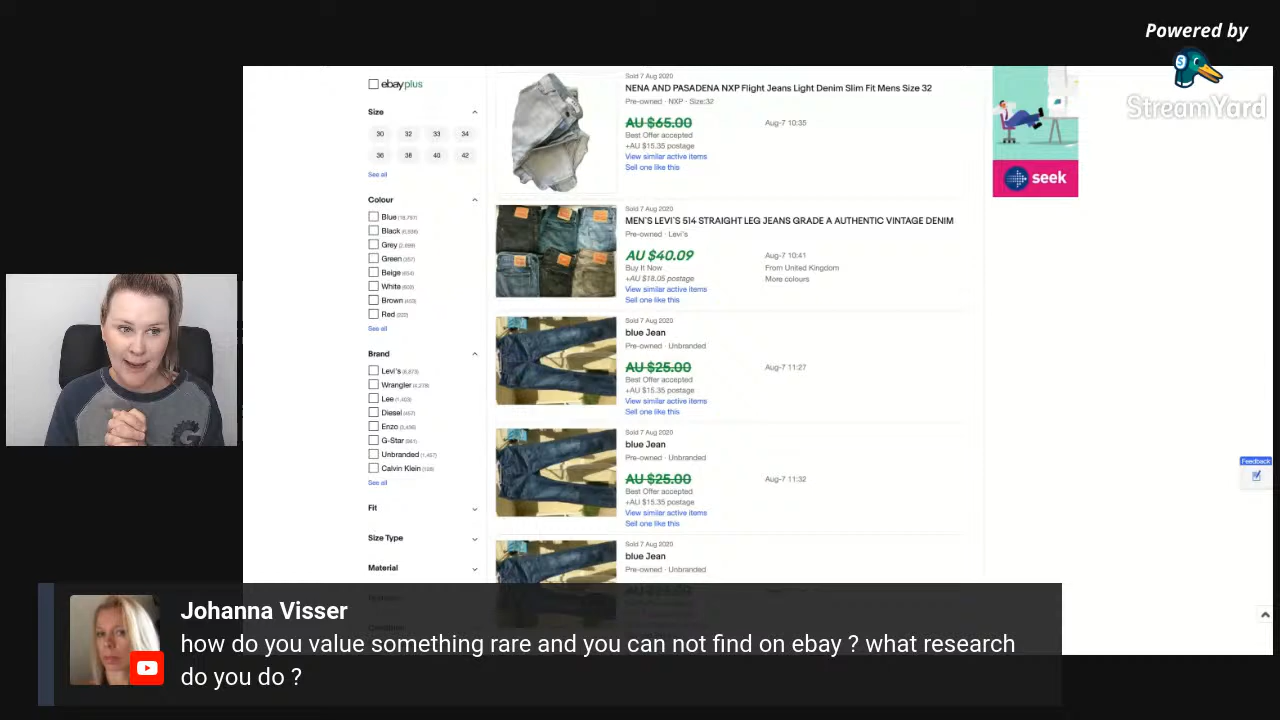 Powered by
StreamYard
ebayplus
Size
30 32 33 34
36 38 40 42
See all
Colour
Blue
Black
Grey
Green
Beige
White
Brown
Red
See all
Brand
Levi's
Wrangler
Lee
Diesel
Enzo
G-Star
Unbranded
Calvin Klein
See all
Fit
Size Type
Material
Sold 7 Aug 2020
NENA AND PASADENA NXP Flight Jeans Light Denim Slim Fit Mens Size 32
Pre-owned · NXP · Size:32
AU $65.00 Aug-7 10:35
Best Offer accepted
+AU $15.35 postage
View similar active items
Sell one like this
Sold 7 Aug 2020
MEN`S LEVI`S 514 STRAIGHT LEG JEANS GRADE A AUTHENTIC VINTAGE DENIM
Pre-owned · Levi's
AU $40.09 Aug-7 10:41
Buy It Now From United Kingdom
+AU $18.05 postage More colours
View similar active items
Sell one like this
Sold 7 Aug 2020
blue Jean
Pre-owned · Unbranded
AU $25.00 Aug-7 11:27
Best Offer accepted
+AU $15.35 postage
View similar active items
Sell one like this
Sold 7 Aug 2020
blue Jean
Pre-owned · Unbranded
AU $25.00 Aug-7 11:32
Best Offer accepted
+AU $15.35 postage
View similar active items
Sell one like this
Sold 7 Aug 2020
blue Jean
Pre-owned · Unbranded
seek
Feedback
Johanna Visser
how do you value something rare and you can not find on ebay ? what research
do you do ?